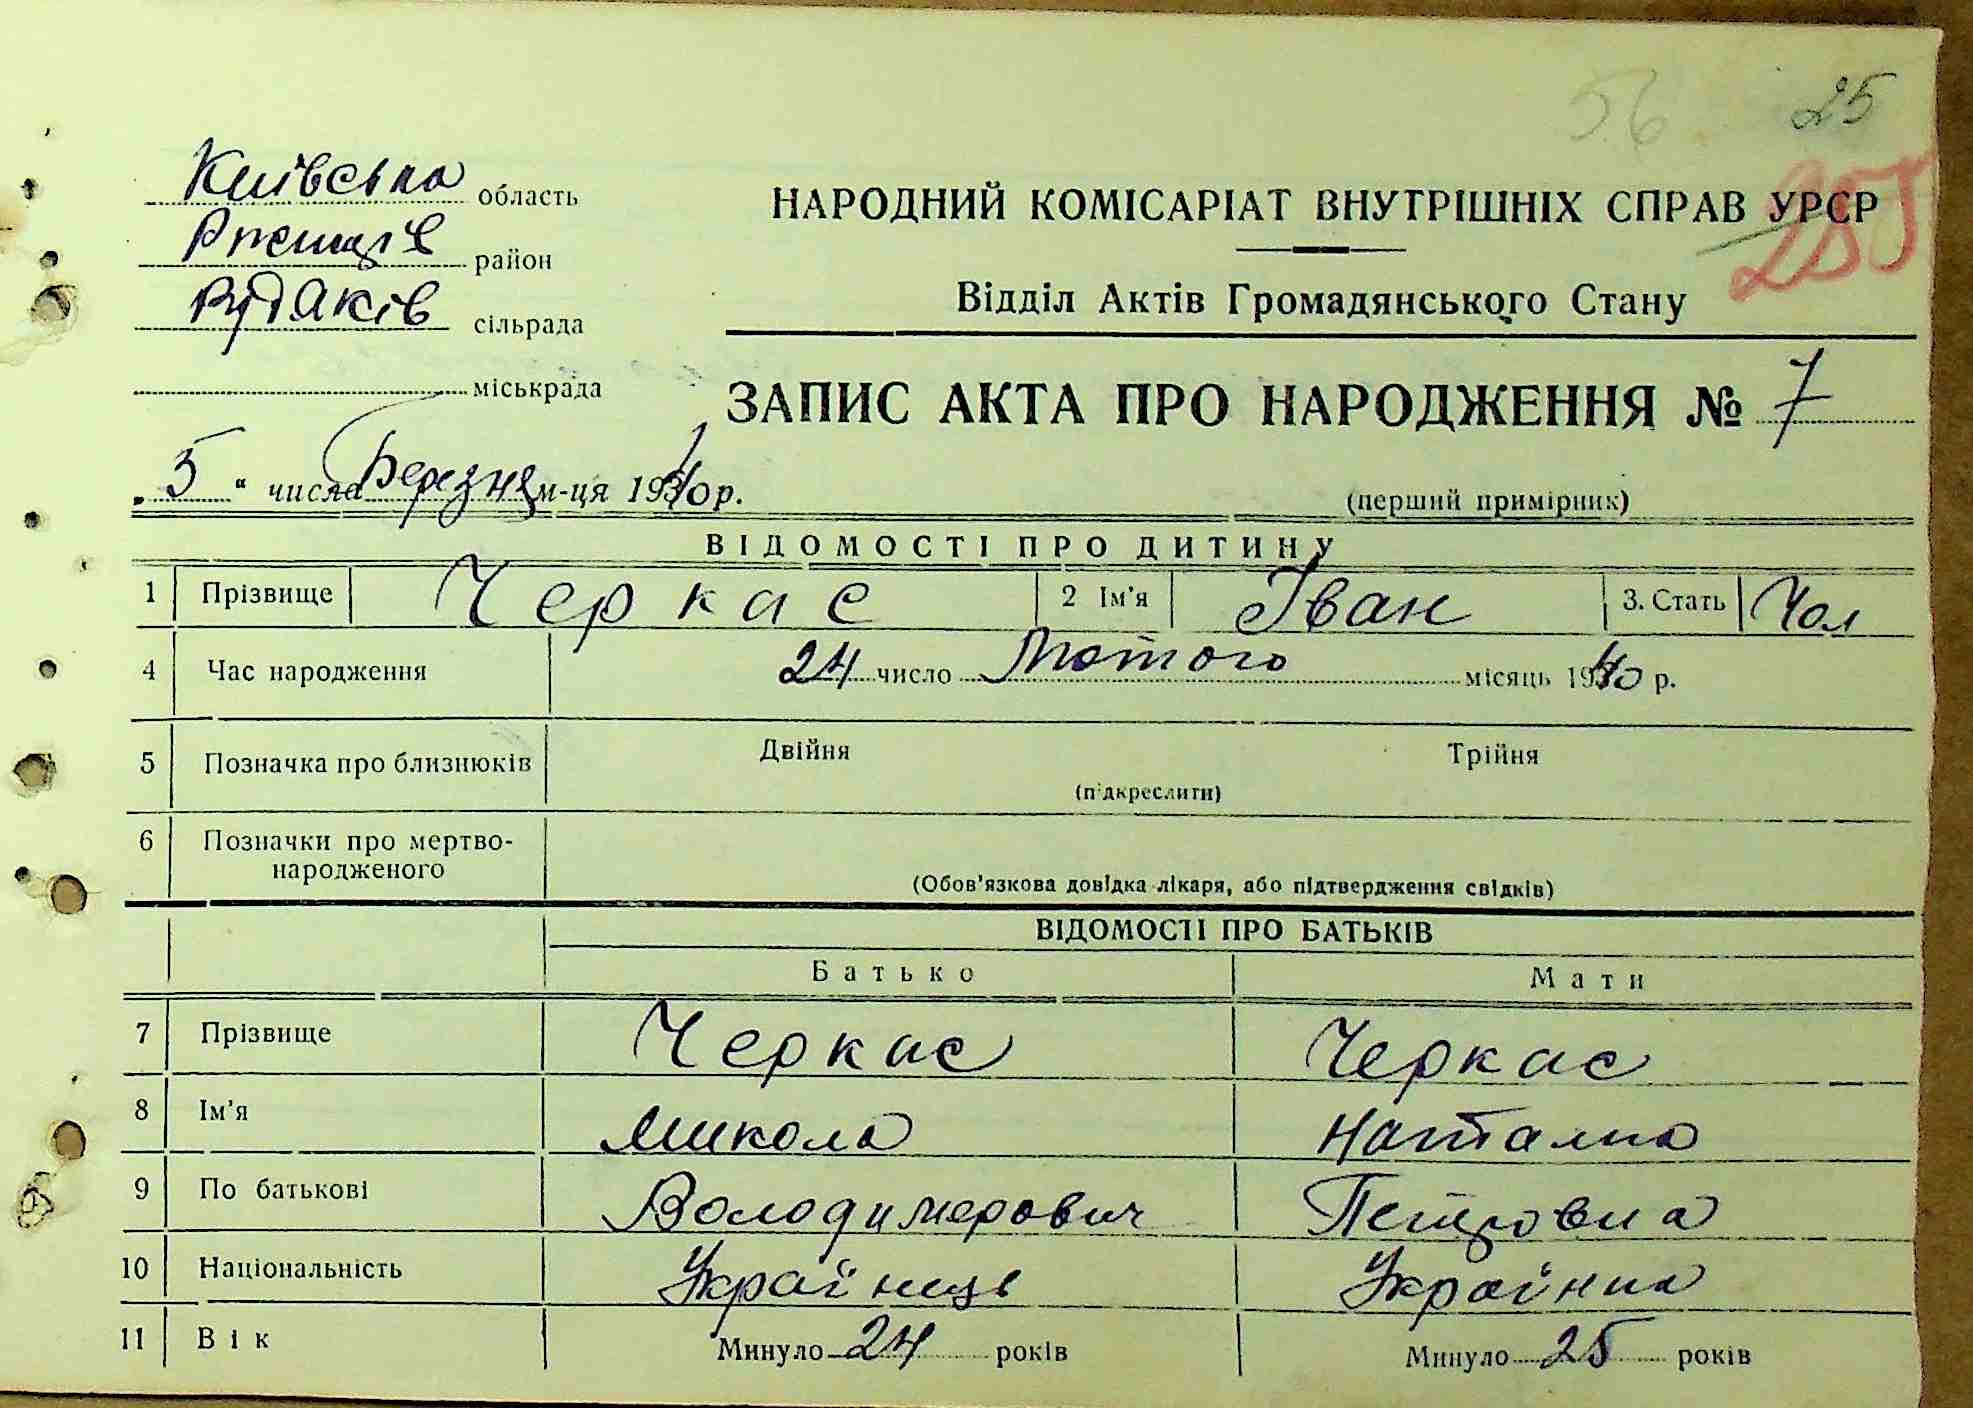 56 25
Київська область
255
НАРОДНИЙ КОМІСАРІАТ ВНУТРІШНІХ СПРАВ УРСР
Ржищів район
Відділ Актів Громадянського Стану
Рудяків сільрада
міськрада
ЗАПИС АКТА ПРО НАРОДЖЕННЯ № 7
„5“ числа Березня м-ця 1940 р.
(перший примірник)
ВІДОМОСТІ ПРО ДИТИНУ
1 Прізвище Черкас 2 Ім’я Іван 3. Стать Чол
4 Час народження 24 число Лютого місяць 1940 р.
5 Позначка про близнюків Двійня Трійня
(підкреслити)
6 Позначки про мертво-
народженого
(Обов’язкова довідка лікаря, або підтвердження свідків)
ВІДОМОСТІ ПРО БАТЬКІВ
Батько Мати
7 Прізвище Черкас Черкас
8 Ім’я Микола Наталка
9 По батькові Володимерович Петровна
10 Національність Українець Українка
11 Вік Минуло 24 років Минуло 25 років